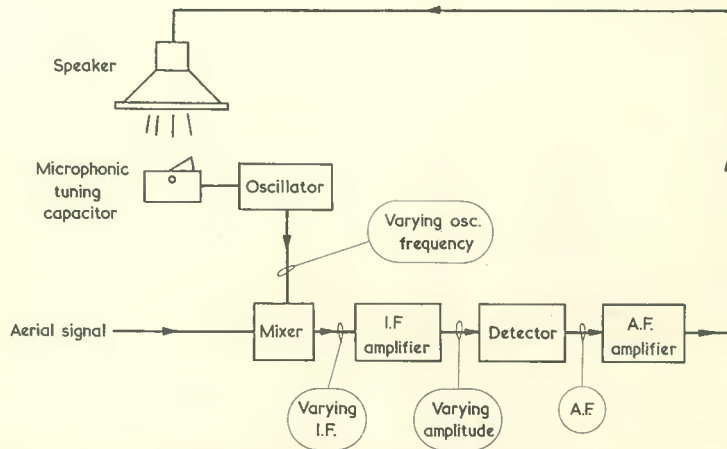 Speaker
Microphonic
tuning
capacitor
Oscillator
Varying osc.
frequency
Aerial signal
Mixer
I.F
amplifier
Detector
A.F.
amplifier
Varying
I.F.
Varying
amplitude
A.F.